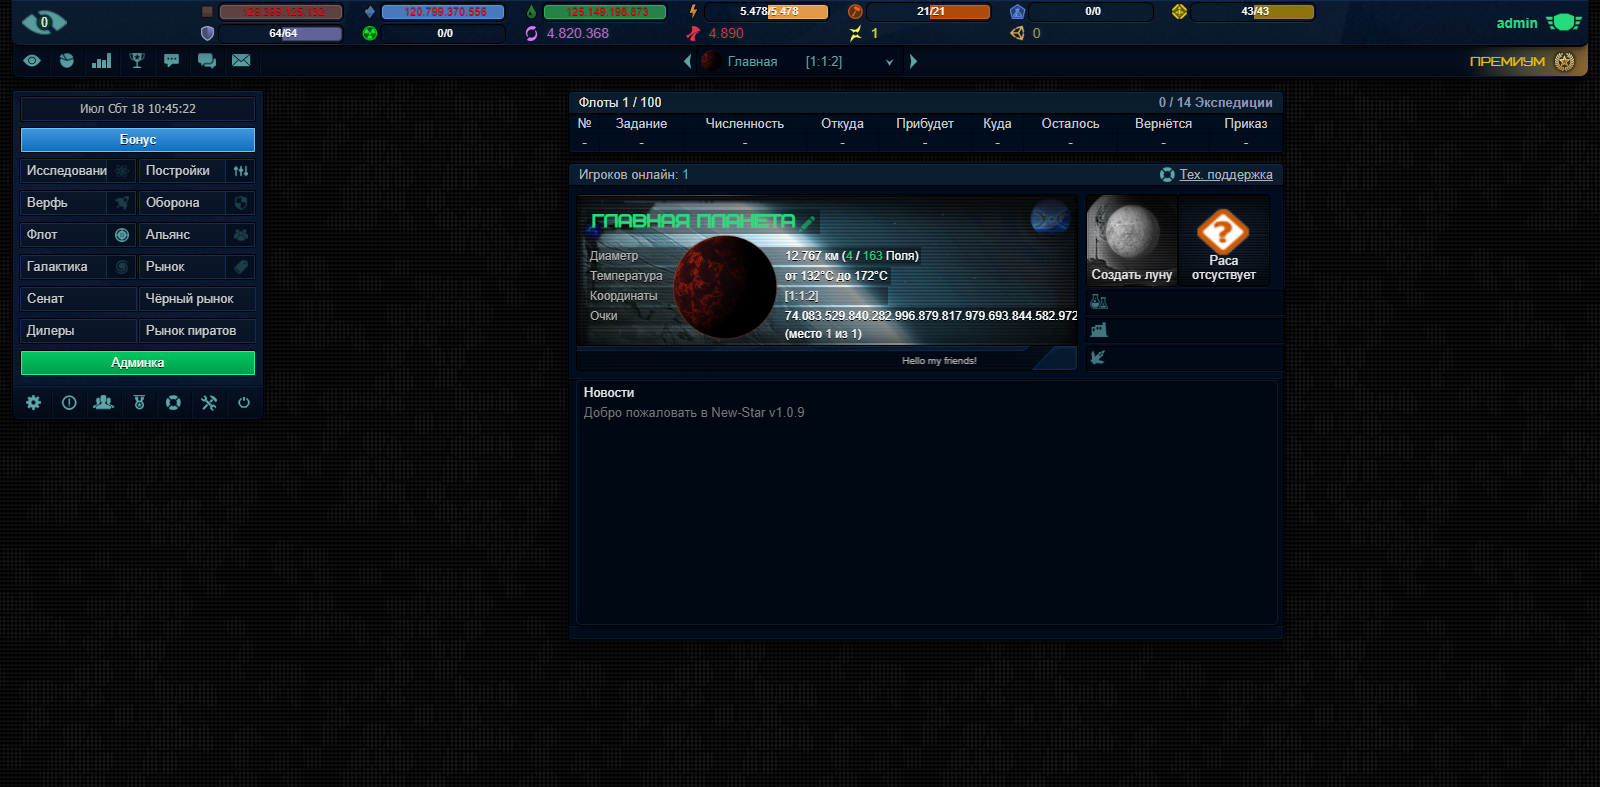 0
126.899.125.132
120.799.370.556
125.149.198.873
5.478/5.478
21/21
0/0
43/43
64/64
0/0
4.820.368
4.890
1
0
admin
Главная [1:1:2]
ПРЕМИУМ
Июл Сбт 18 10:45:22
Бонус
Исследовани
Постройки
Верфь
Оборона
Флот
Альянс
Галактика
Рынок
Сенат
Чёрный рынок
Дилеры
Рынок пиратов
Админка
Флоты 1 / 100
0 / 14 Экспедиции
№ Задание Численность Откуда Прибудет Куда Осталось Вернётся Приказ
- - - - - - - - -
Игроков онлайн: 1
Тех. поддержка
ГЛАВНАЯ ПЛАНЕТА
Диаметр 12.767 км (4 / 163 Поля)
Температура от 132°C до 172°C
Координаты [1:1:2]
Очки 74.083.529.840.282.996.879.817.979.693.844.582.972
(место 1 из 1)
Hello my friends!
Создать луну
Раса
отсуствует
Новости
Добро пожаловать в New-Star v1.0.9